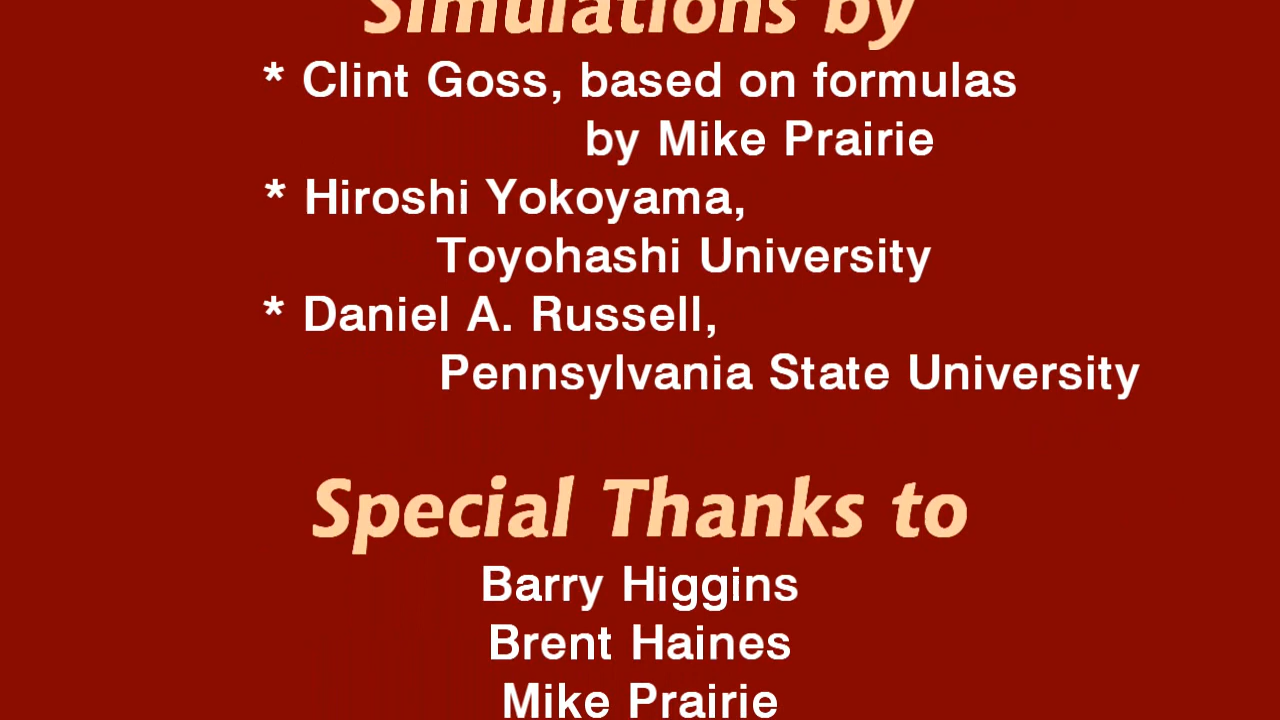 Simulations by
* Clint Goss, based on formulas
by Mike Prairie
* Hiroshi Yokoyama,
Toyohashi University
* Daniel A. Russell,
Pennsylvania State University
Special Thanks to
Barry Higgins
Brent Haines
Mike Prairie